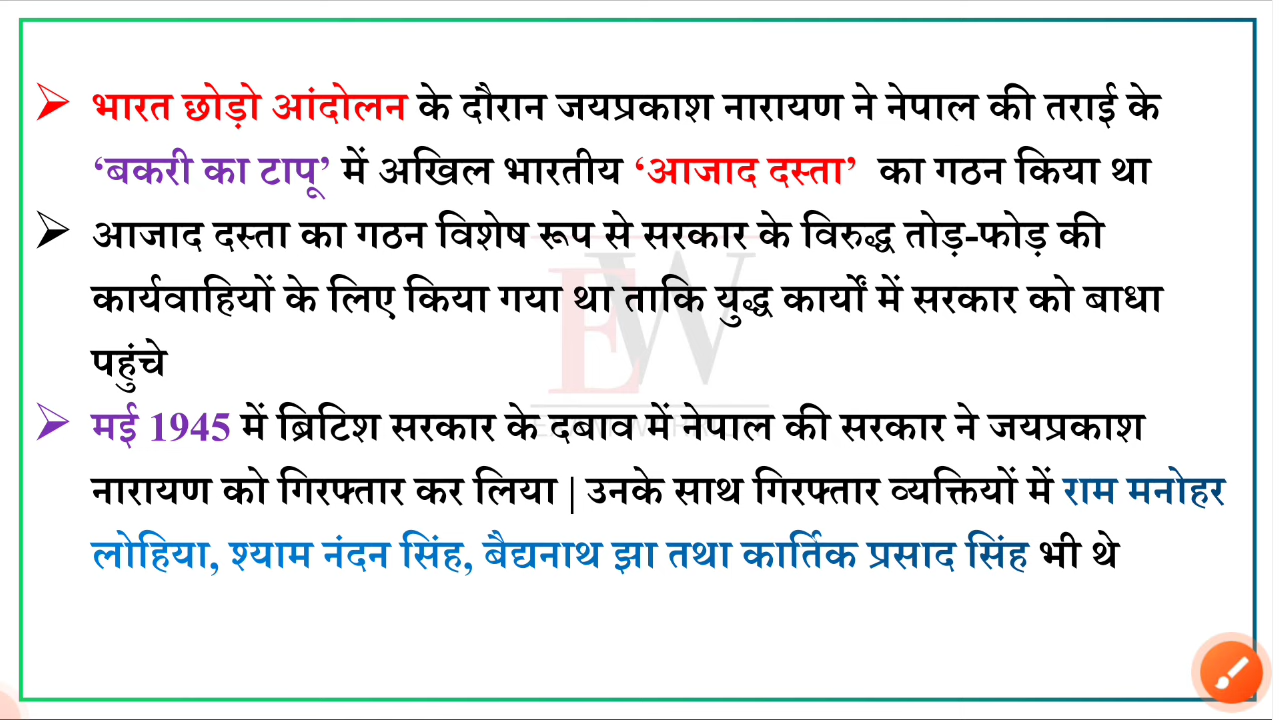 ➢ भारत छोड़ो आंदोलन के दौरान जयप्रकाश नारायण ने नेपाल की तराई के
‘बकरी का टापू’ में अखिल भारतीय ‘आजाद दस्ता’ का गठन किया था
➢ आजाद दस्ता का गठन विशेष रूप से सरकार के विरुद्ध तोड़-फोड़ की
कार्यवाहियों के लिए किया गया था ताकि युद्ध कार्यों में सरकार को बाधा
पहुंचे
➢ मई 1945 में ब्रिटिश सरकार के दबाव में नेपाल की सरकार ने जयप्रकाश
नारायण को गिरफ्तार कर लिया | उनके साथ गिरफ्तार व्यक्तियों में राम मनोहर
लोहिया, श्याम नंदन सिंह, बैद्यनाथ झा तथा कार्तिक प्रसाद सिंह भी थे
EW